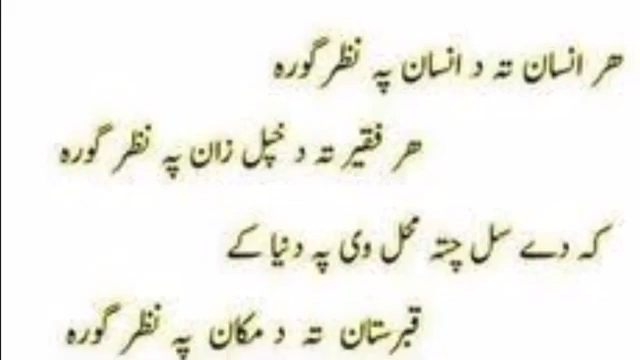 هر انسان ته د انسان په نظر گوره
هر فقیر ته د خپل زان په نظر گوره
که دے سل چته محل وی په دنیا کے
قبرستان ته د مکان په نظر گوره